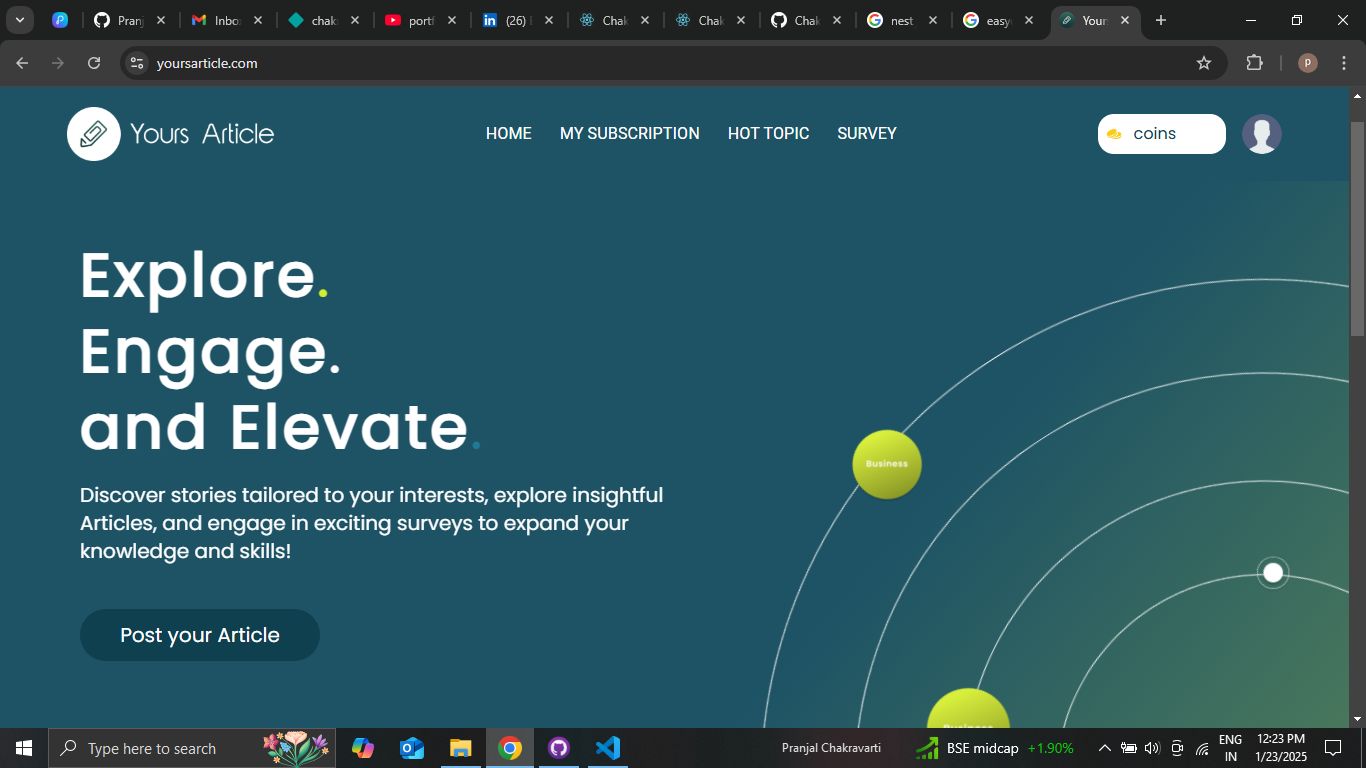 Pranj
Inbo
chak
portf
(26)
Chak
Chak
Chak
nest
easy
Yours
yoursarticle.com
p
Yours Article
HOME
MY SUBSCRIPTION
HOT TOPIC
SURVEY
coins
Explore.
Engage.
and Elevate.
Discover stories tailored to your interests, explore insightful
Articles, and engage in exciting surveys to expand your
knowledge and skills!
Post your Article
Business
Business
Type here to search
Pranjal Chakravarti
BSE midcap +1.90%
ENG
IN
12:23 PM
1/23/2025